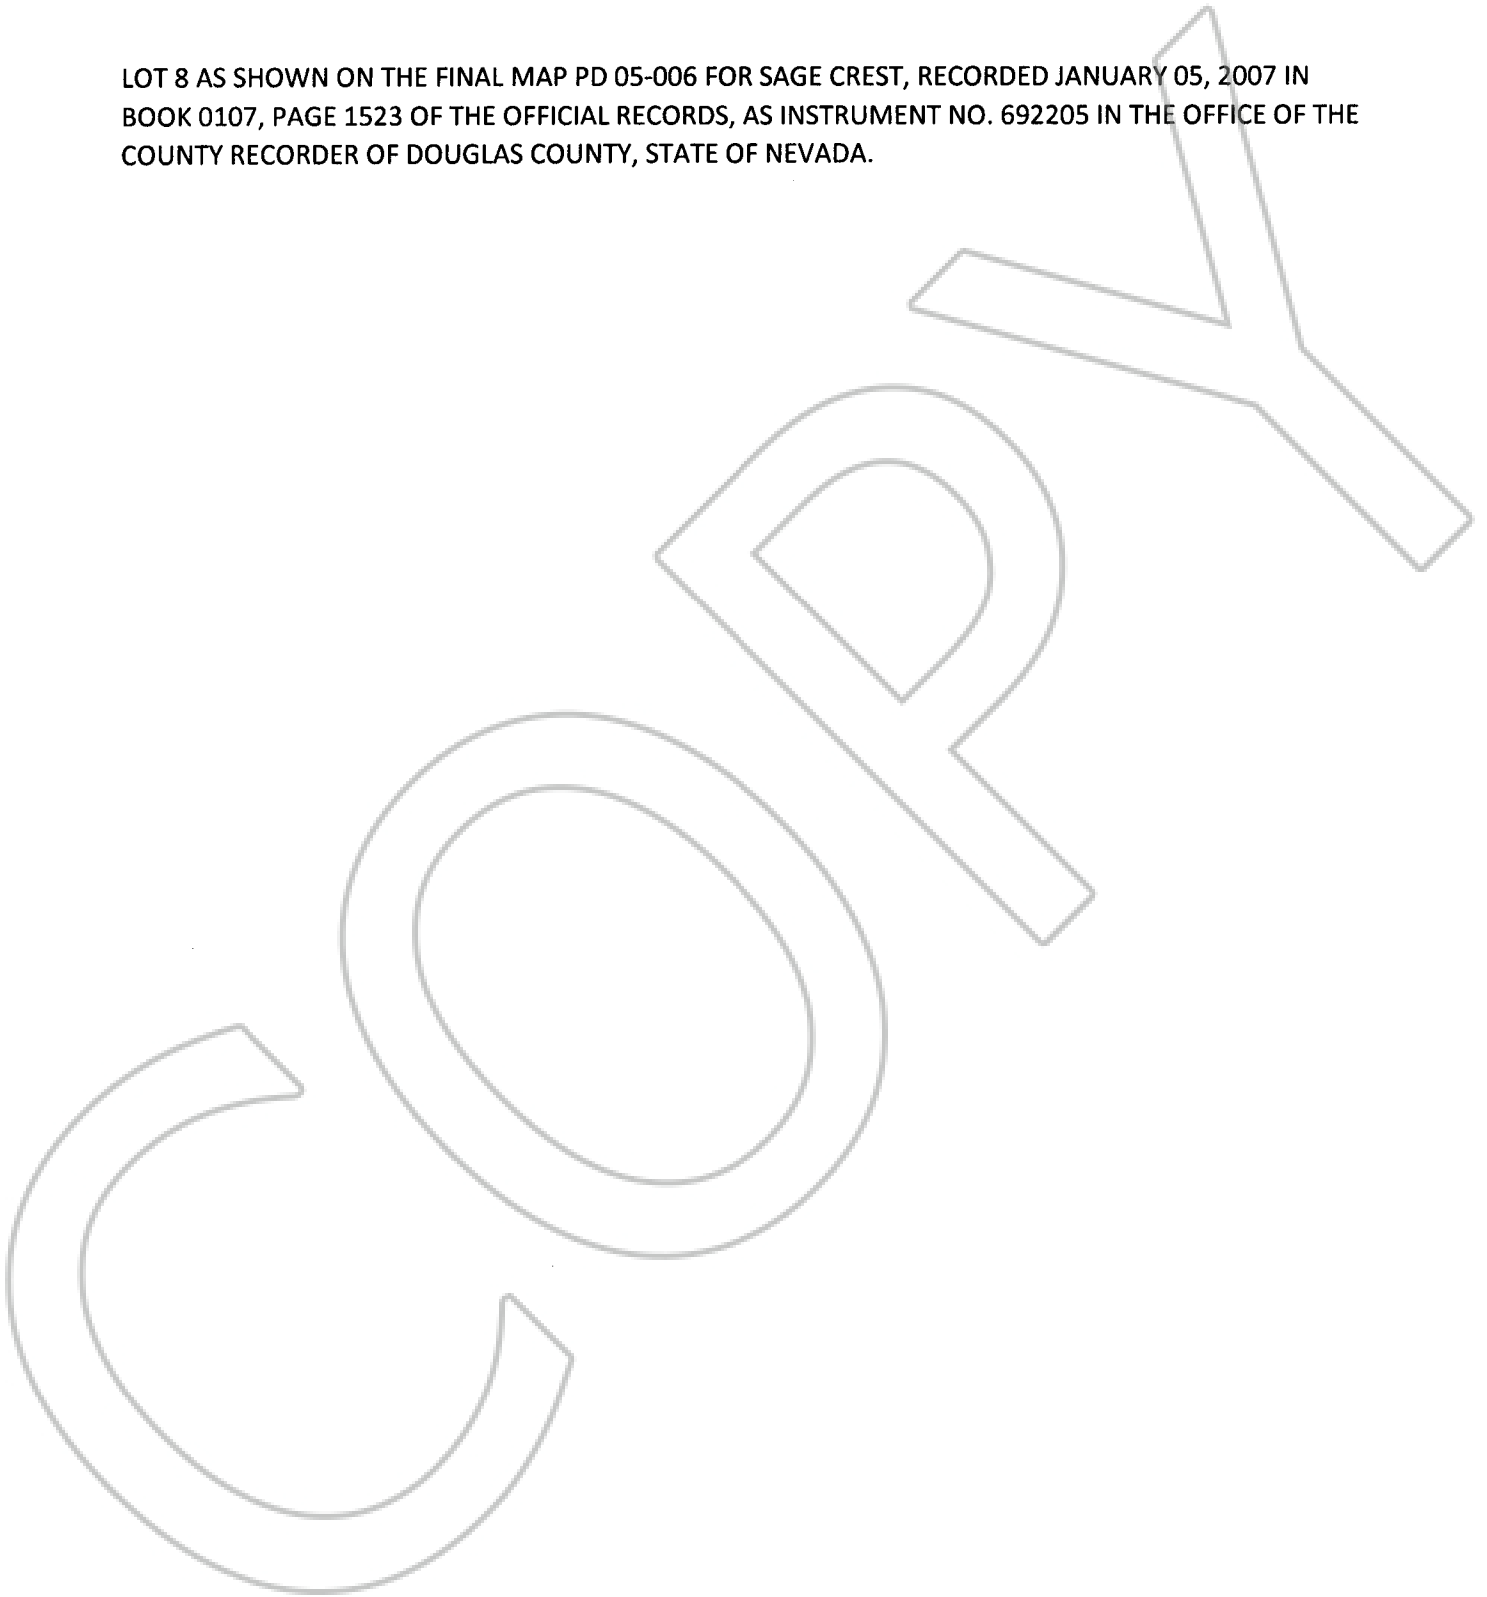 LOT 8 AS SHOWN ON THE FINAL MAP PD 05-006 FOR SAGE CREST, RECORDED JANUARY 05, 2007 IN
BOOK 0107, PAGE 1523 OF THE OFFICIAL RECORDS, AS INSTRUMENT NO. 692205 IN THE OFFICE OF THE
COUNTY RECORDER OF DOUGLAS COUNTY, STATE OF NEVADA.
COPY